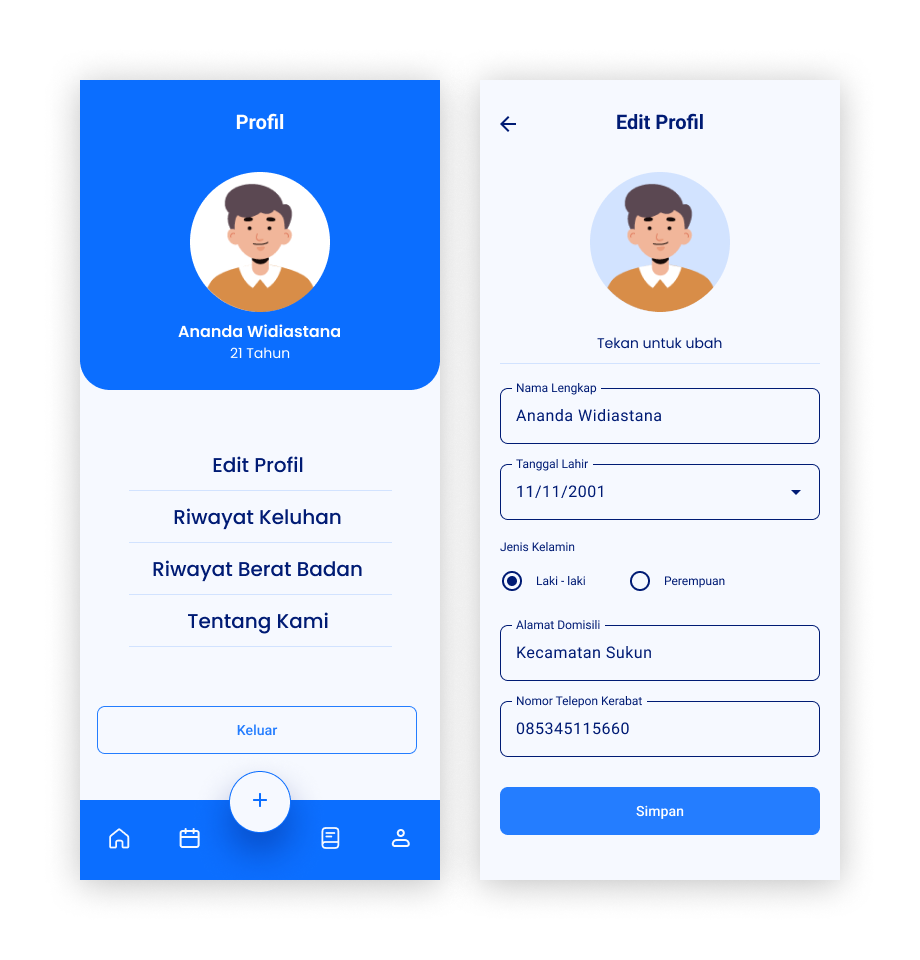 Profil
Ananda Widiastana
21 Tahun
Edit Profil
Riwayat Keluhan
Riwayat Berat Badan
Tentang Kami
Keluar
Edit Profil
Tekan untuk ubah
Nama Lengkap
Ananda Widiastana
Tanggal Lahir
11/11/2001
Jenis Kelamin
Laki - laki
Perempuan
Alamat Domisili
Kecamatan Sukun
Nomor Telepon Kerabat
085345115660
Simpan